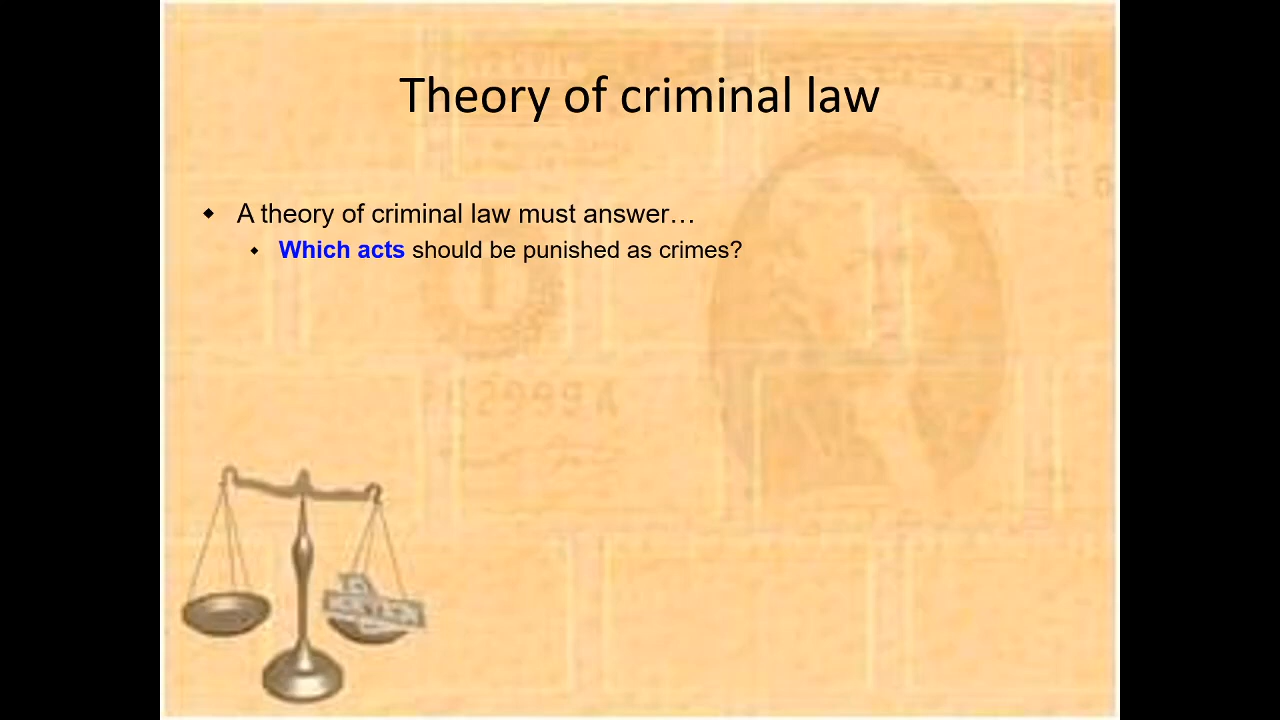 Theory of criminal law
A theory of criminal law must answer…
Which acts should be punished as crimes?